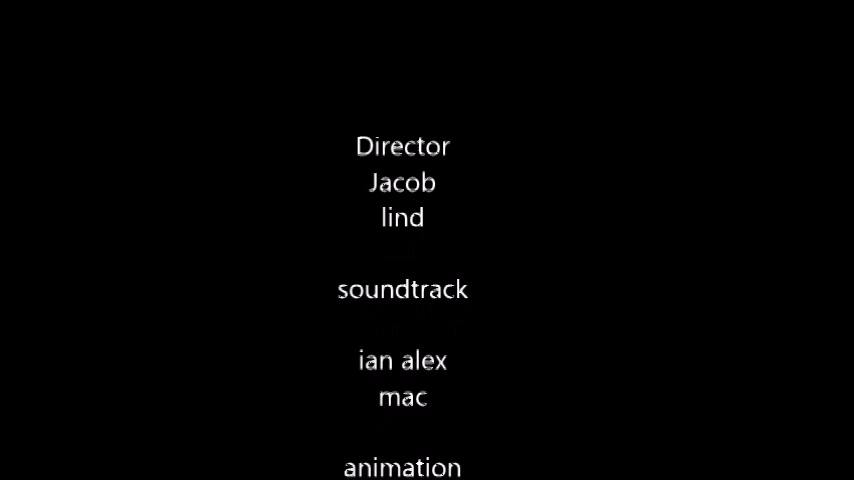 Director
Jacob
lind
soundtrack
ian alex
mac
animation